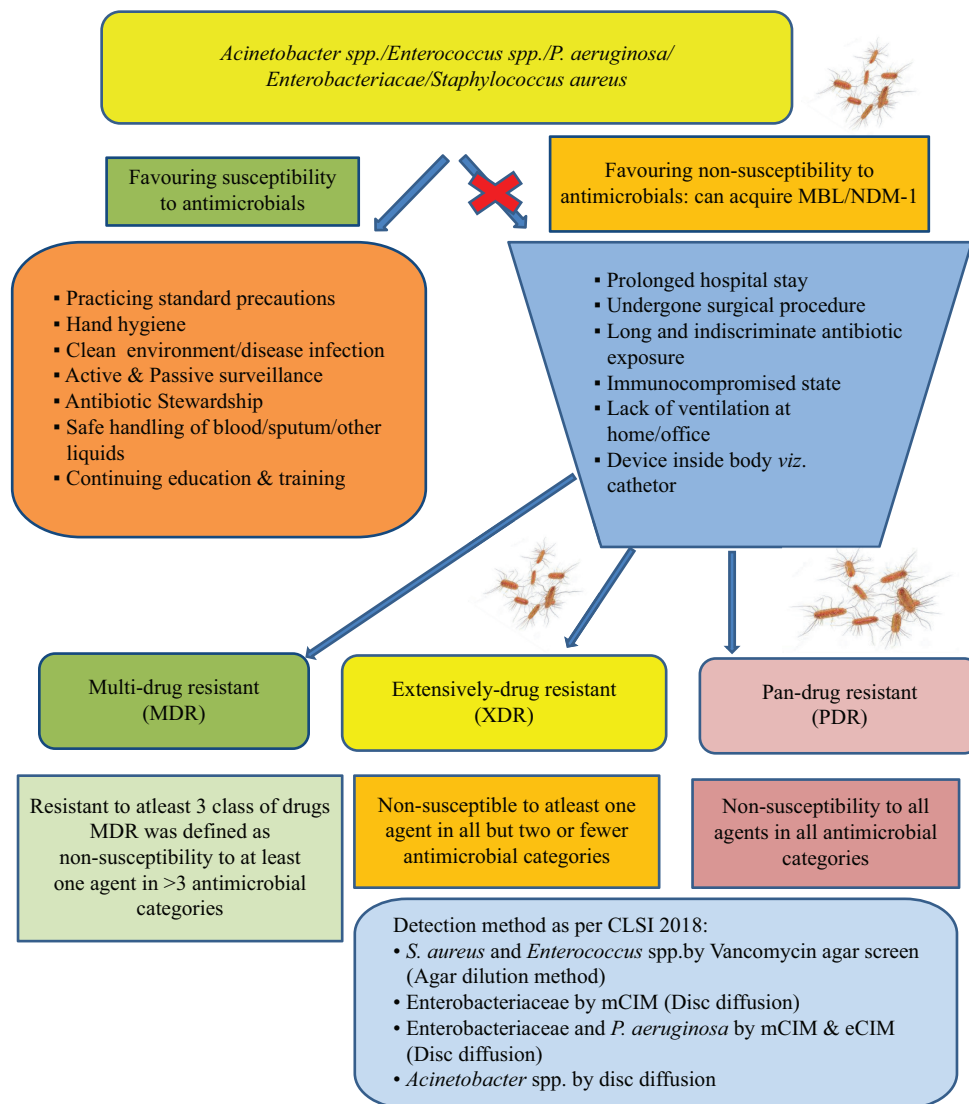 Acinetobacter spp./Enterococcus spp./P. aeruginosa/
Enterobacteriacae/Staphylococcus aureus
Favouring susceptibility
to antimicrobials
Favouring non-susceptibility to
antimicrobials: can acquire MBL/NDM-1
▪ Practicing standard precautions
▪ Hand hygiene
▪ Clean environment/disease infection
▪ Active & Passive surveillance
▪ Antibiotic Stewardship
▪ Safe handling of blood/sputum/other
liquids
▪ Continuing education & training
▪ Prolonged hospital stay
▪ Undergone surgical procedure
▪ Long and indiscriminate antibiotic
exposure
▪ Immunocompromised state
▪ Lack of ventilation at
home/office
▪ Device inside body viz.
cathetor
Multi-drug resistant
(MDR)
Extensively-drug resistant
(XDR)
Pan-drug resistant
(PDR)
Resistant to atleast 3 class of drugs
MDR was defined as
non-susceptibility to at least
one agent in >3 antimicrobial
categories
Non-susceptible to atleast one
agent in all but two or fewer
antimicrobial categories
Non-susceptibility to all
agents in all antimicrobial
categories
Detection method as per CLSI 2018:
• S. aureus and Enterococcus spp.by Vancomycin agar screen
(Agar dilution method)
• Enterobacteriaceae by mCIM (Disc diffusion)
• Enterobacteriaceae and P. aeruginosa by mCIM & eCIM
(Disc diffusion)
• Acinetobacter spp. by disc diffusion